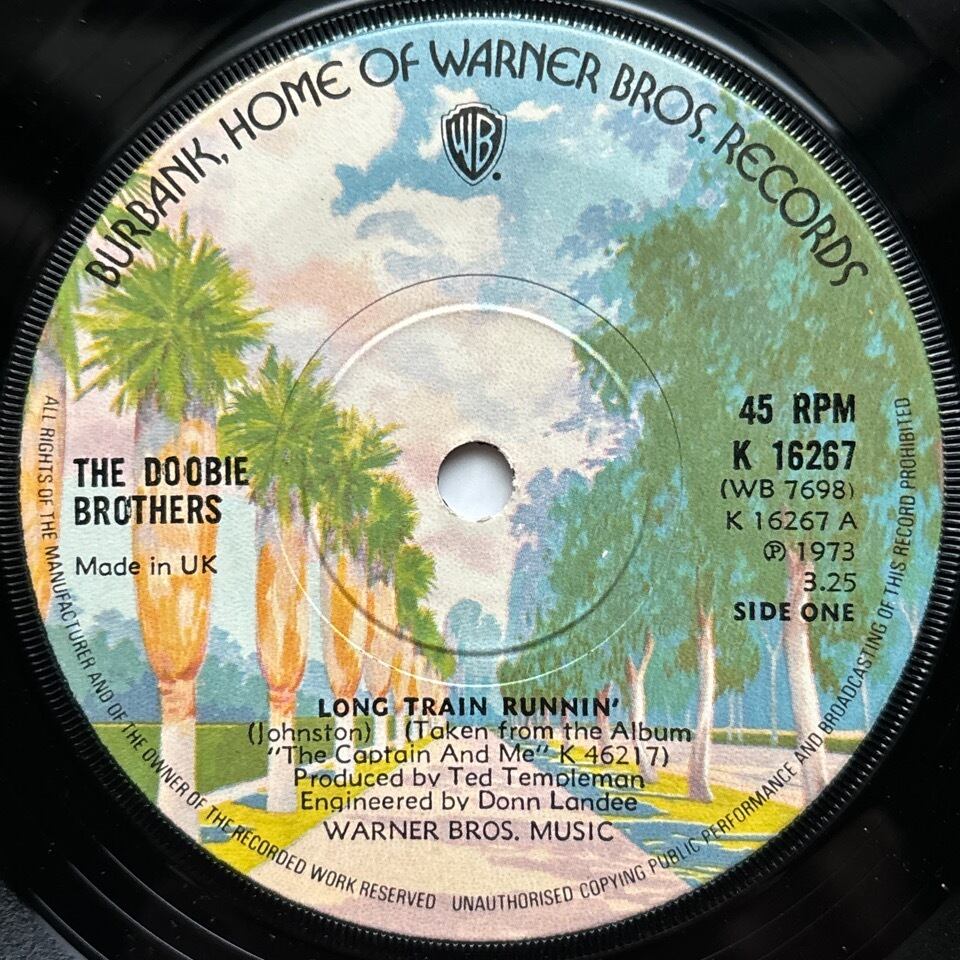 BURBANK, HOME OF WARNER BROS. RECORDS
WB
THE DOOBIE
BROTHERS
Made in UK
45 RPM
K 16267
(WB 7698)
K 16267 A
Ⓟ 1973
3.25
SIDE ONE
LONG TRAIN RUNNIN'
(Johnston) (Taken from the Album
"The Captain And Me" K 46217)
Produced by Ted Templeman
Engineered by Donn Landee
WARNER BROS. MUSIC
ALL RIGHTS OF THE MANUFACTURER AND OF THE OWNER OF THE RECORDED WORK RESERVED UNAUTHORISED COPYING PUBLIC PERFORMANCE AND BROADCASTING OF THIS RECORD PROHIBITED